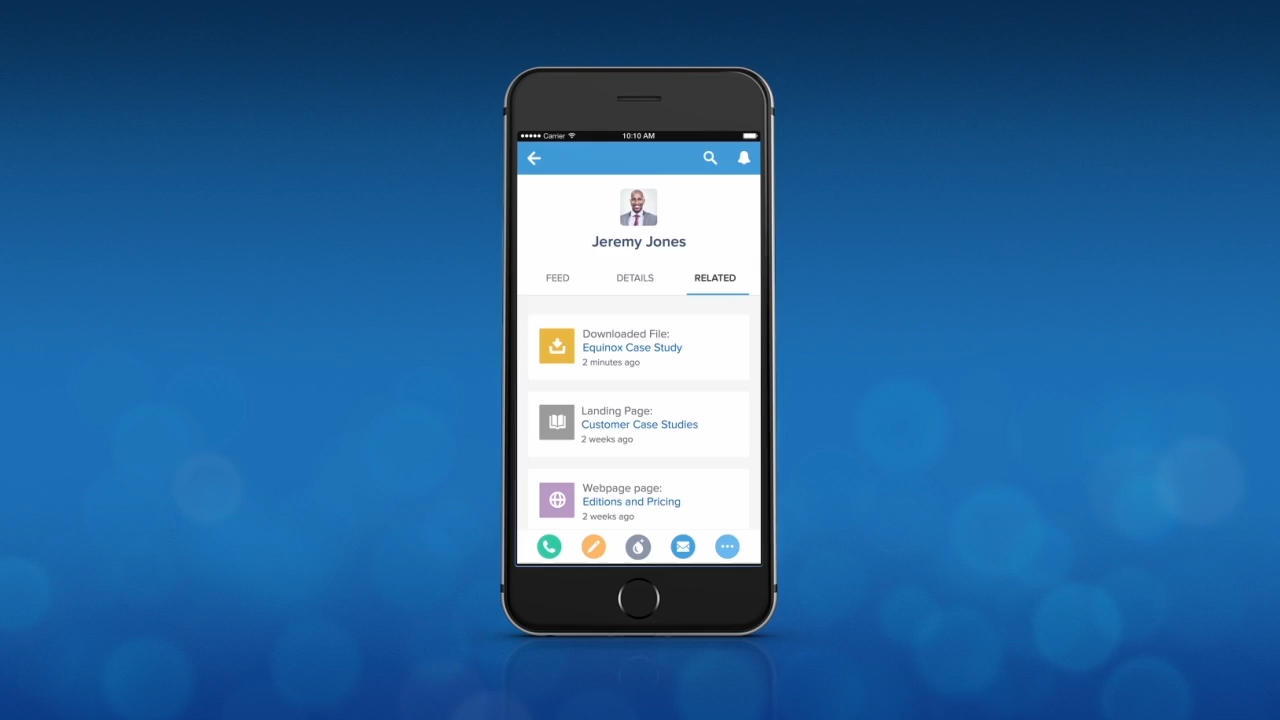 Carrier 10:10 AM
Jeremy Jones
FEED DETAILS RELATED
Downloaded File:
Equinox Case Study
2 minutes ago
Landing Page:
Customer Case Studies
2 weeks ago
Webpage page:
Editions and Pricing
2 weeks ago